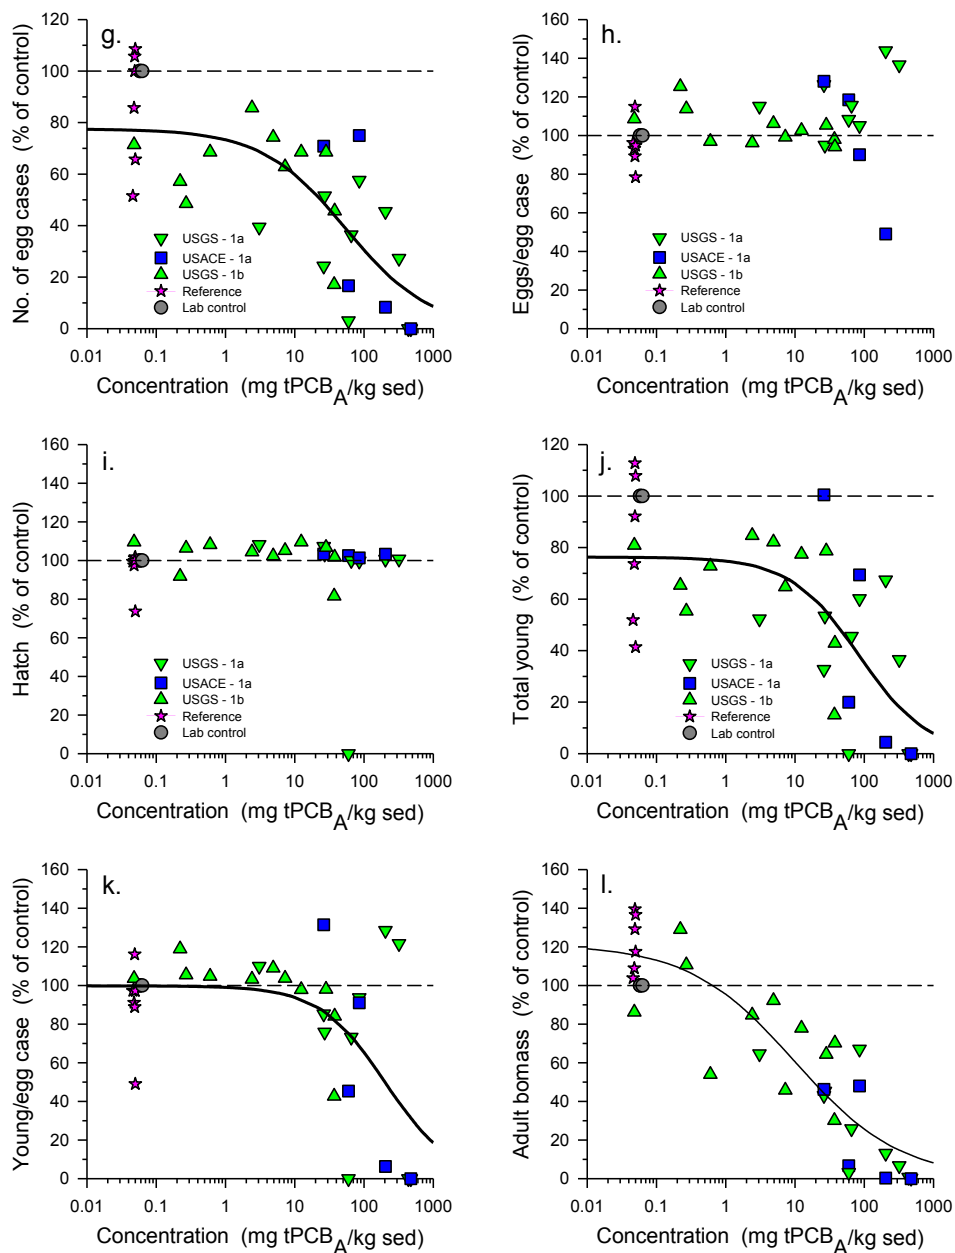 g.
No. of egg cases (% of control)
120
100
80
60
40
20
0
USGS - 1a
USACE - 1a
USGS - 1b
Reference
Lab control
0.01 0.1 1 10 100 1000
Concentration (mg tPCBA/kg sed)
h.
Eggs/egg case (% of control)
160
140
120
100
80
60
40
20
0
USGS - 1a
USACE - 1a
USGS - 1b
Reference
Lab control
0.01 0.1 1 10 100 1000
Concentration (mg tPCBA/kg sed)
i.
Hatch (% of control)
160
140
120
100
80
60
40
20
0
USGS - 1a
USACE - 1a
USGS - 1b
Reference
Lab control
0.01 0.1 1 10 100 1000
Concentration (mg tPCBA/kg sed)
j.
Total young (% of control)
120
100
80
60
40
20
0
USGS - 1a
USACE - 1a
USGS - 1b
Reference
Lab control
0.01 0.1 1 10 100 1000
Concentration (mg tPCBA/kg sed)
k.
Young/egg case (% of control)
160
140
120
100
80
60
40
20
0
0.01 0.1 1 10 100 1000
Concentration (mg tPCBA/kg sed)
l.
Adult bomass (% of control)
160
140
120
100
80
60
40
20
0
0.01 0.1 1 10 100 1000
Concentration (mg tPCBA/kg sed)